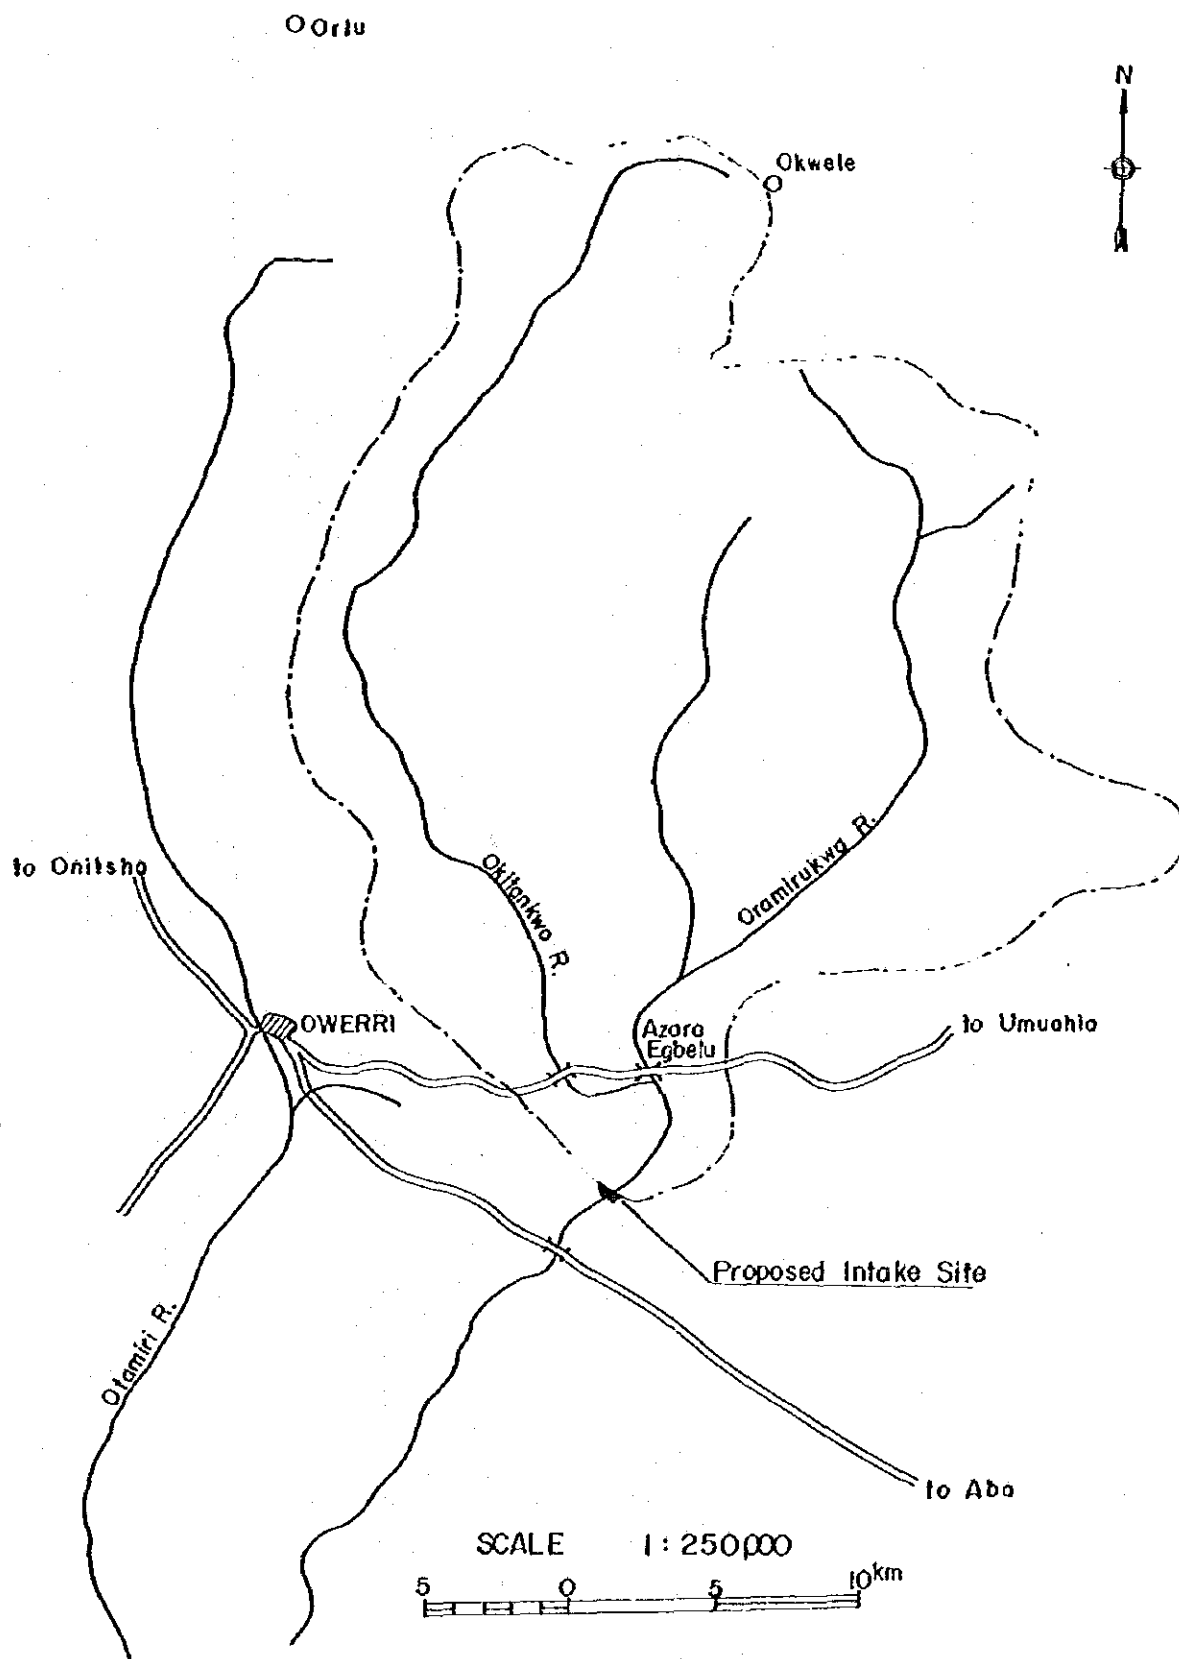 Orlu
N
Okwele
to Onitsha
Okitankwo R.
Oramirukwa R.
OWERRI
Azara
Egbelu
to Umuahia
Proposed Intake Site
Otamiri R.
to Aba
SCALE 1:250,000
5 0 5 10km